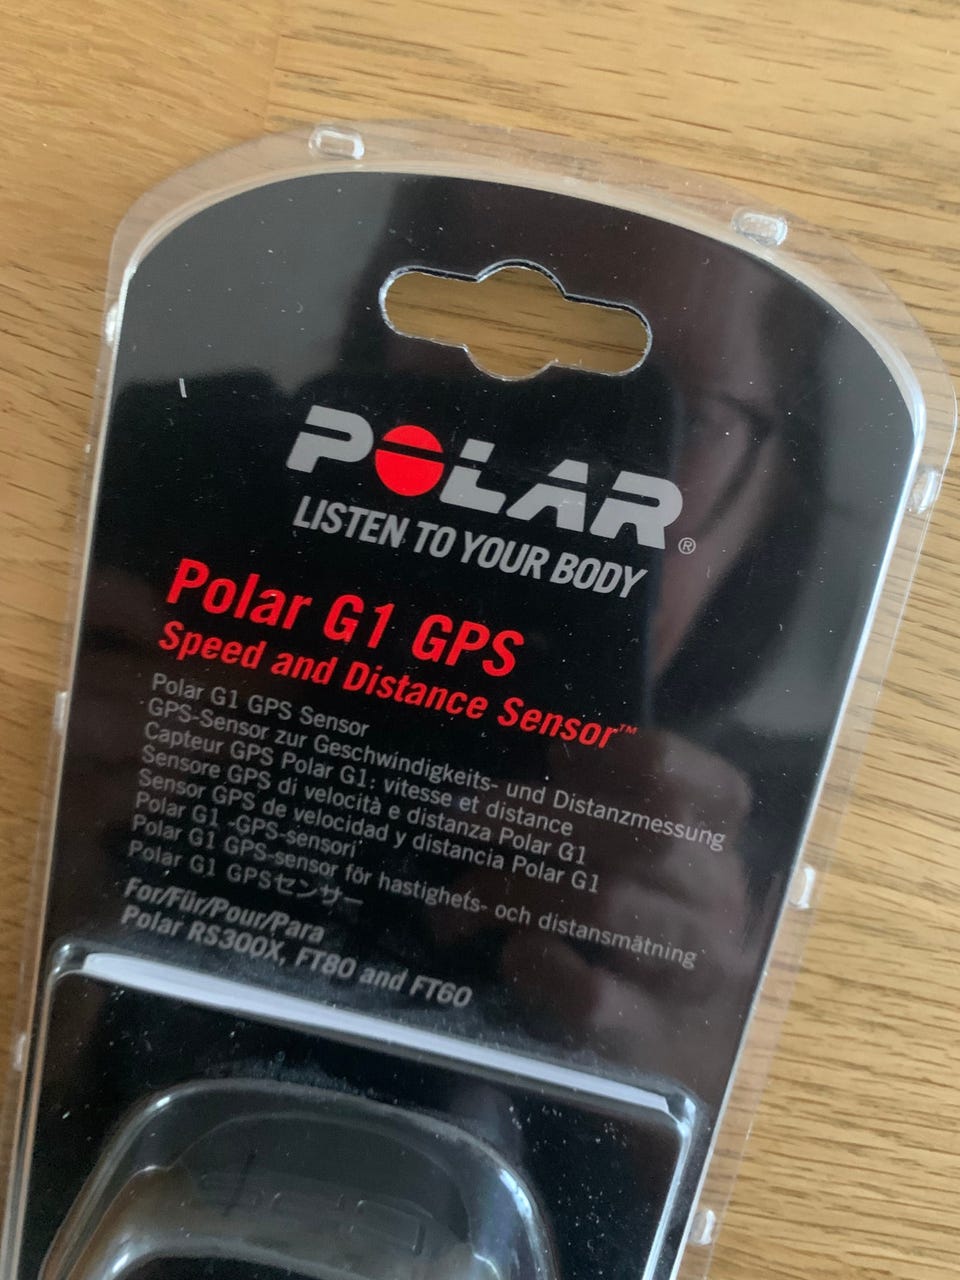 POLAR®
LISTEN TO YOUR BODY
Polar G1 GPS
Speed and Distance Sensor™
Polar G1 GPS Sensor
GPS-Sensor zur Geschwindigkeits- und Distanzmessung
Capteur GPS Polar G1: vitesse et distance
Sensore GPS di velocità e distanza Polar G1
Sensor GPS de velocidad y distancia Polar G1
Polar G1 -GPS-sensori
Polar G1 GPS-sensor för hastighets- och distansmätning
Polar G1 GPSセンサー
For/Für/Pour/Para
Polar RS300X, FT80 and FT60